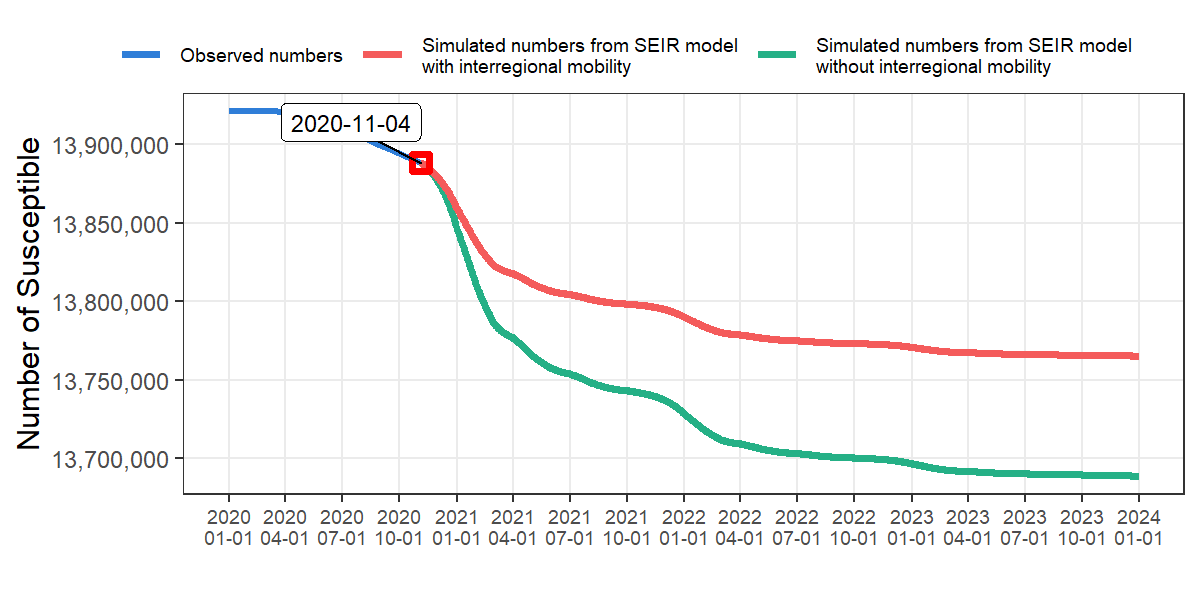 Observed numbers
Simulated numbers from SEIR model
with interregional mobility
Simulated numbers from SEIR model
without interregional mobility
Number of Susceptible
13,900,000
13,850,000
13,800,000
13,750,000
13,700,000
2020-11-04
2020 2020 2020 2020 2021 2021 2021 2021 2022 2022 2022 2022 2023 2023 2023 2023 2024
01-01 04-01 07-01 10-01 01-01 04-01 07-01 10-01 01-01 04-01 07-01 10-01 01-01 04-01 07-01 10-01 01-01